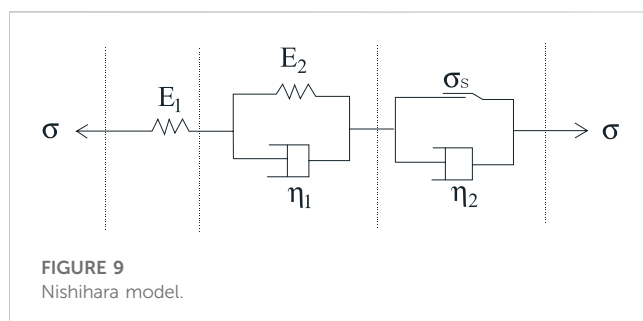 E₂
σₛ
E₁
σ
σ
η₁
η₂
FIGURE 9
Nishihara model.